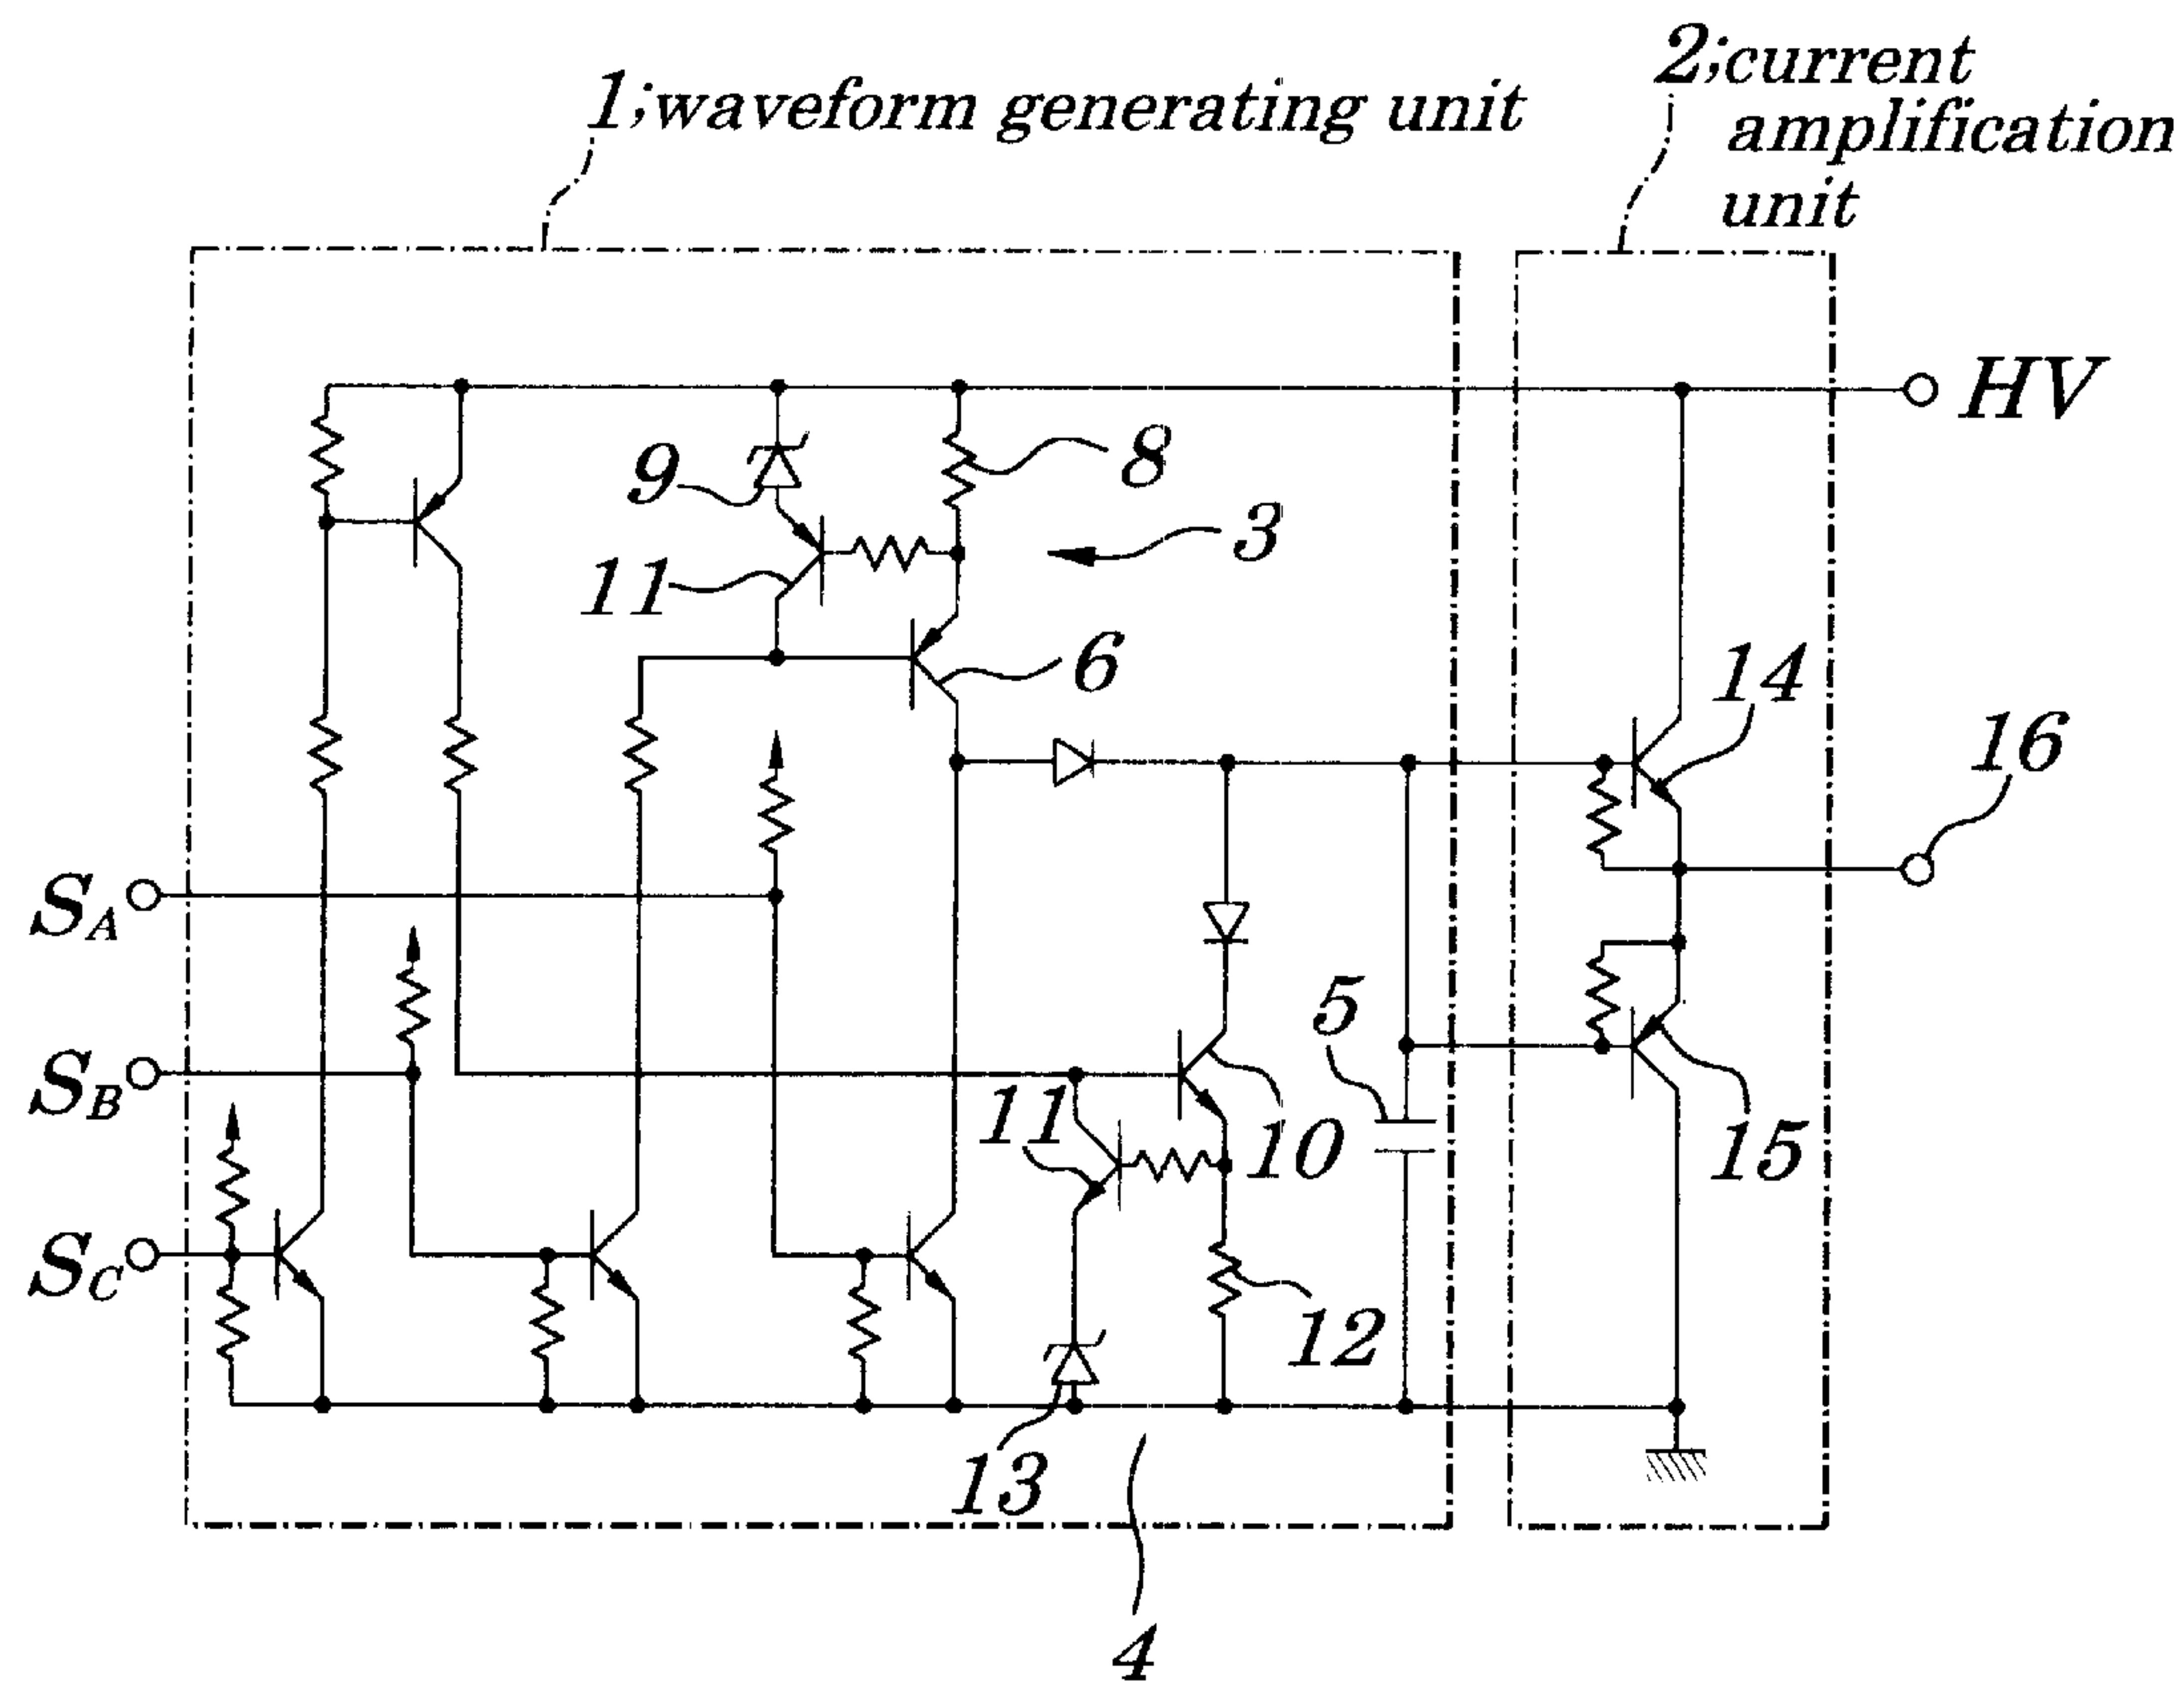 2;current
amplification
unit
1;waveform generating unit
HV
9
8
3
11
6
14
16
SA
5
SB
11
10
15
SC
12
13
4